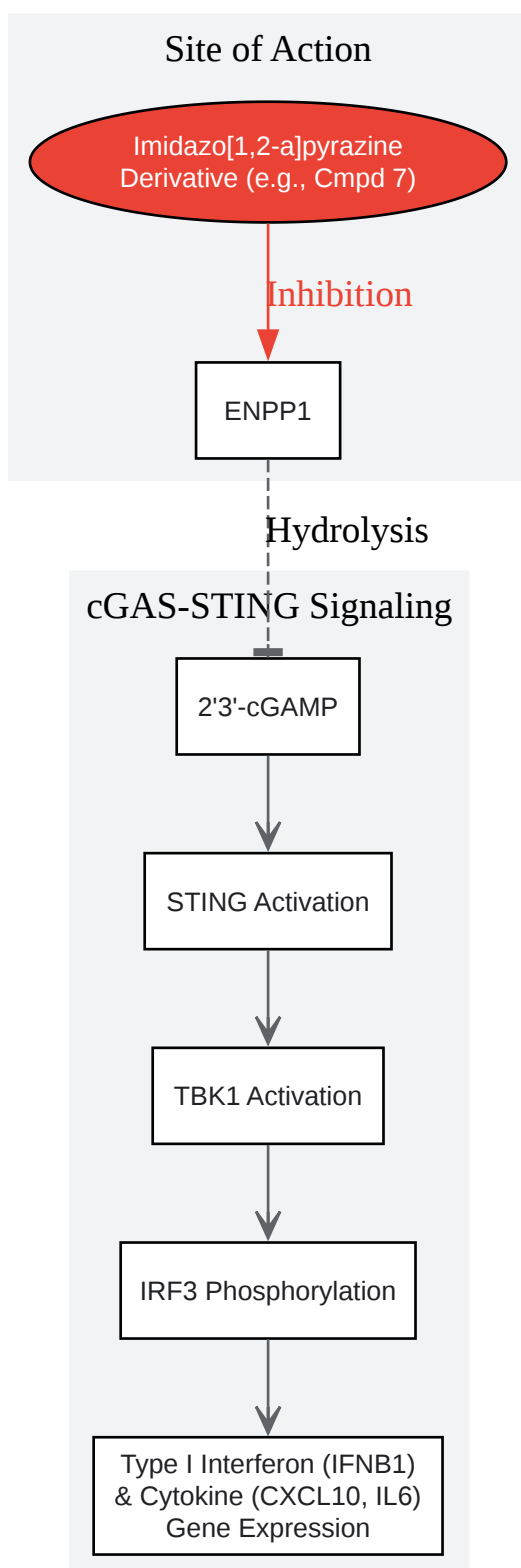 Site of Action
Imidazo[1,2-a]pyrazine
Derivative (e.g., Cmpd 7)
Inhibition
ENPP1
Hydrolysis
cGAS-STING Signaling
2'3'-cGAMP
STING Activation
TBK1 Activation
IRF3 Phosphorylation
Type I Interferon (IFNB1)
& Cytokine (CXCL10, IL6)
Gene Expression